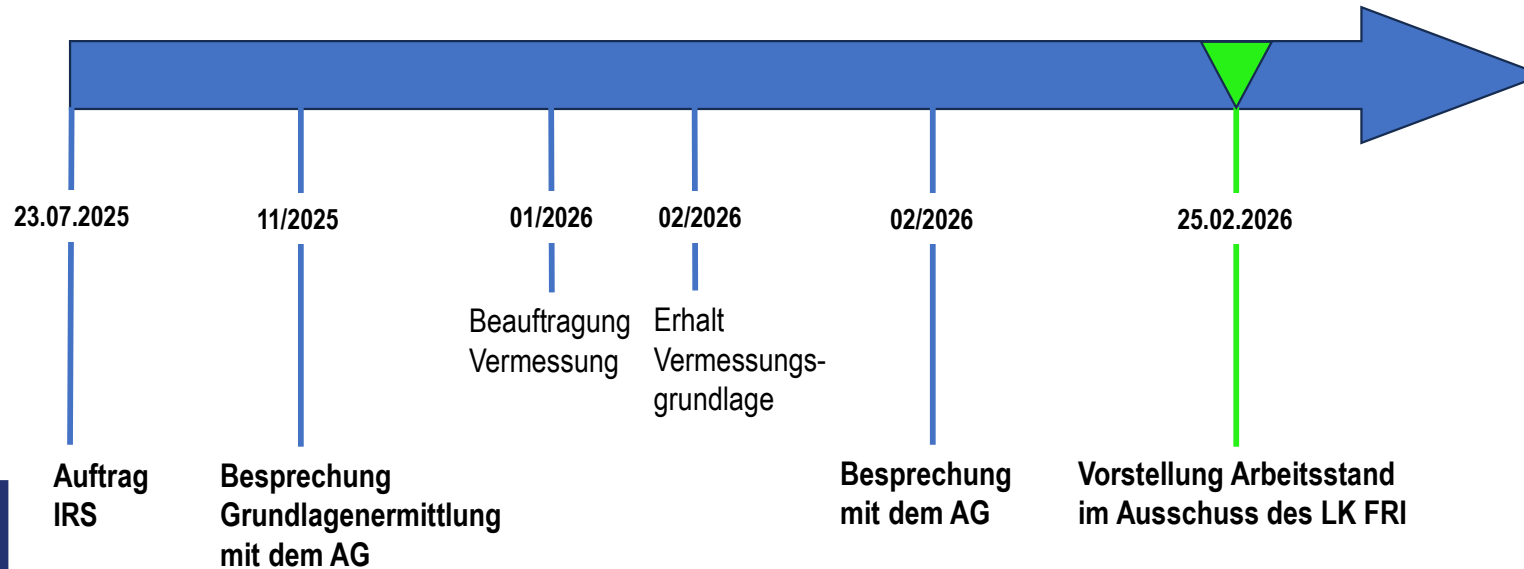 23.07.2025
11/2025
01/2026
02/2026
02/2026
25.02.2026
Beauftragung
Vermessung
Erhalt
Vermessungs-
grundlage
Auftrag
IRS
Besprechung
Grundlagenermittlung
mit dem AG
Besprechung
mit dem AG
Vorstellung Arbeitsstand
im Ausschuss des LK FRI